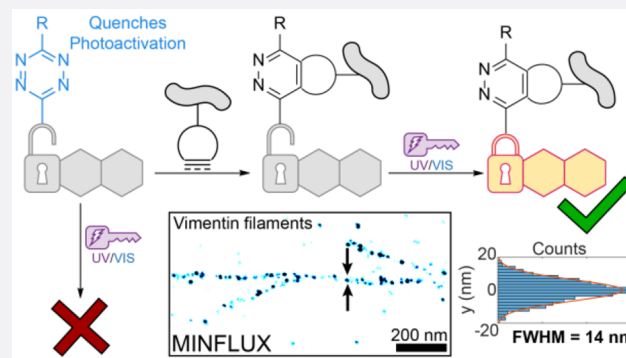 R
Quenches
Photoactivation
N
N
N
N
UV/VIS
R
N
N
UV/VIS
R
N
N
Vimentin filaments
MINFLUX
200 nm
Counts
y (nm)
20
0
-20
FWHM = 14 nm